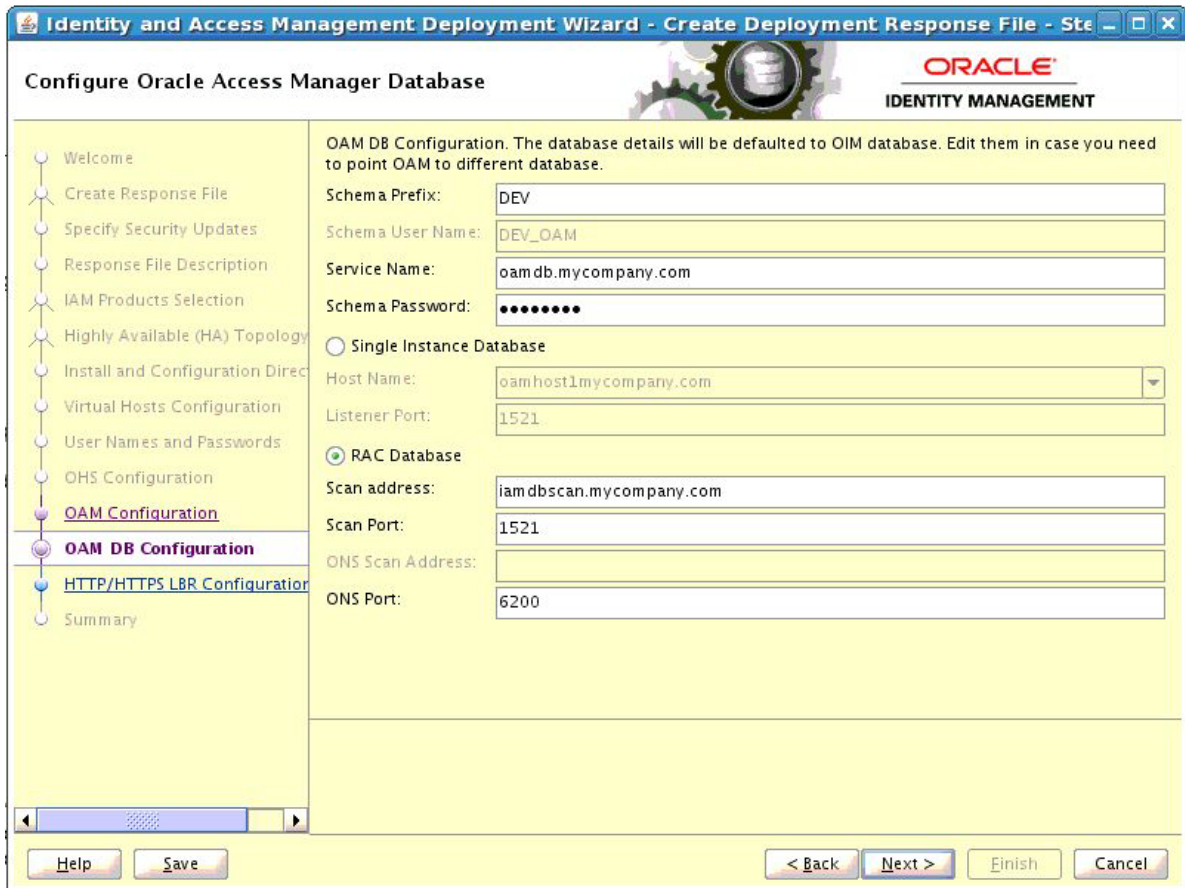 Identity and Access Management Deployment Wizard - Create Deployment Response File - Ste
Configure Oracle Access Manager Database
ORACLE
IDENTITY MANAGEMENT
Welcome
Create Response File
Specify Security Updates
Response File Description
IAM Products Selection
Highly Available (HA) Topology
Install and Configuration Direc
Virtual Hosts Configuration
User Names and Passwords
OHS Configuration
OAM Configuration
OAM DB Configuration
HTTP/HTTPS LBR Configuration
Summary
OAM DB Configuration. The database details will be defaulted to OIM database. Edit them in case you need
to point OAM to different database.
Schema Prefix: DEV
Schema User Name: DEV_OAM
Service Name: oamdb.mycompany.com
Schema Password: ●●●●●●●●
Single Instance Database
Host Name: oamhost1mycompany.com
Listener Port: 1521
RAC Database
Scan address: iamdbscan.mycompany.com
Scan Port: 1521
ONS Scan Address:
ONS Port: 6200
Help Save < Back Next > Finish Cancel